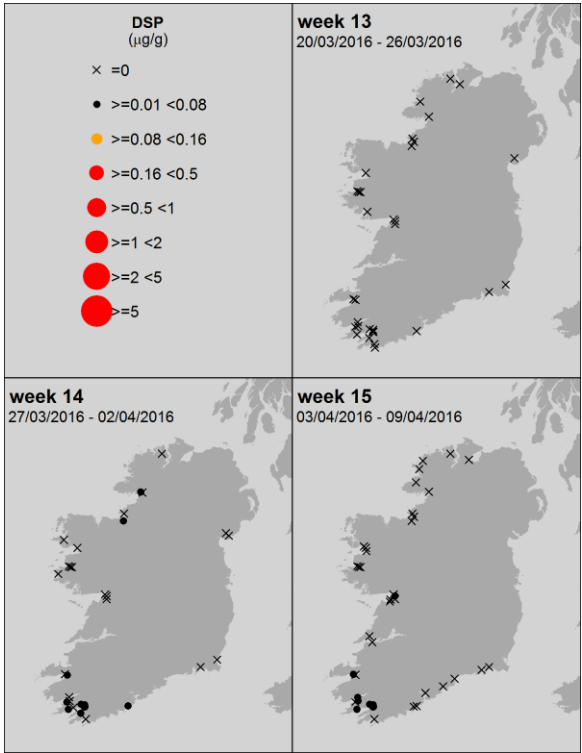 DSP
(µg/g)
=0
>=0.01 <0.08
>=0.08 <0.16
>=0.16 <0.5
>=0.5 <1
>=1 <2
>=2 <5
>=5
week 13
20/03/2016 - 26/03/2016
week 14
27/03/2016 - 02/04/2016
week 15
03/04/2016 - 09/04/2016